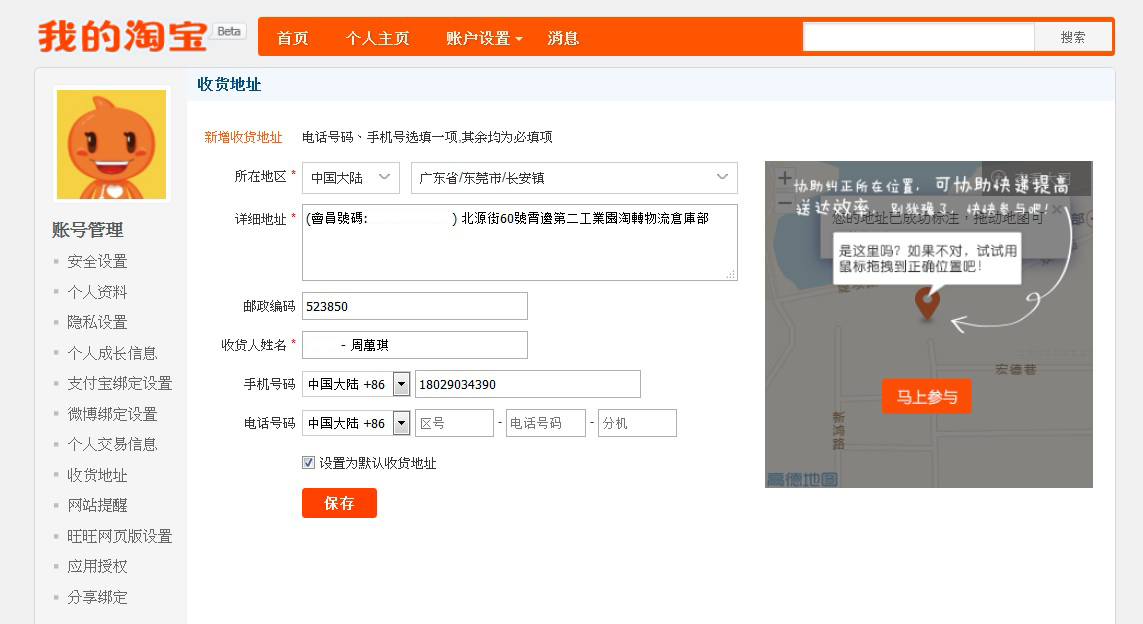 我的淘宝 Beta
首页 个人主页 账户设置 消息 搜索
收货地址
新增收货地址 电话号码、手机号选填一项,其余均为必填项
所在地区* 中国大陆 广东省/东莞市/长安镇
详细地址* (會員號碼: ) 北源街60號霄邊第二工業園淘轉物流倉庫部
邮政编码 523850
收货人姓名* - 周萬琪
手机号码 中国大陆 +86 18029034390
电话号码 中国大陆 +86 区号 - 电话号码 - 分机
设置为默认收货地址
保存
账号管理
安全设置
个人资料
隐私设置
个人成长信息
支付宝绑定设置
微博绑定设置
个人交易信息
收货地址
网站提醒
旺旺网页版设置
应用授权
分享绑定
协助纠正所在位置,可协助快递提高
送达效率,别犹豫了,快快参与吧!
您的地址已成功标注,拖动地图可
是这里吗?如果不对,试试用
鼠标拖拽到正确位置吧!
宏德巷
马上参与
新鸿路
高德地图